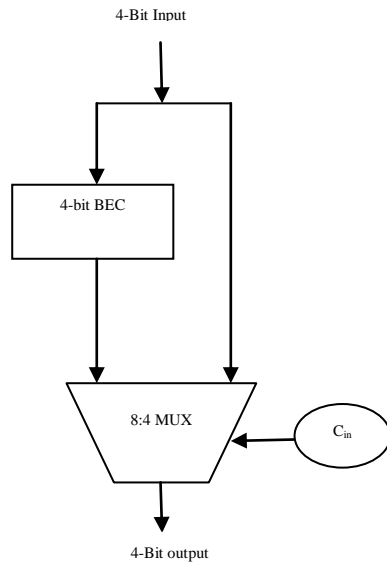 4-Bit Input
4-bit BEC
8:4 MUX
Cin
4-Bit output